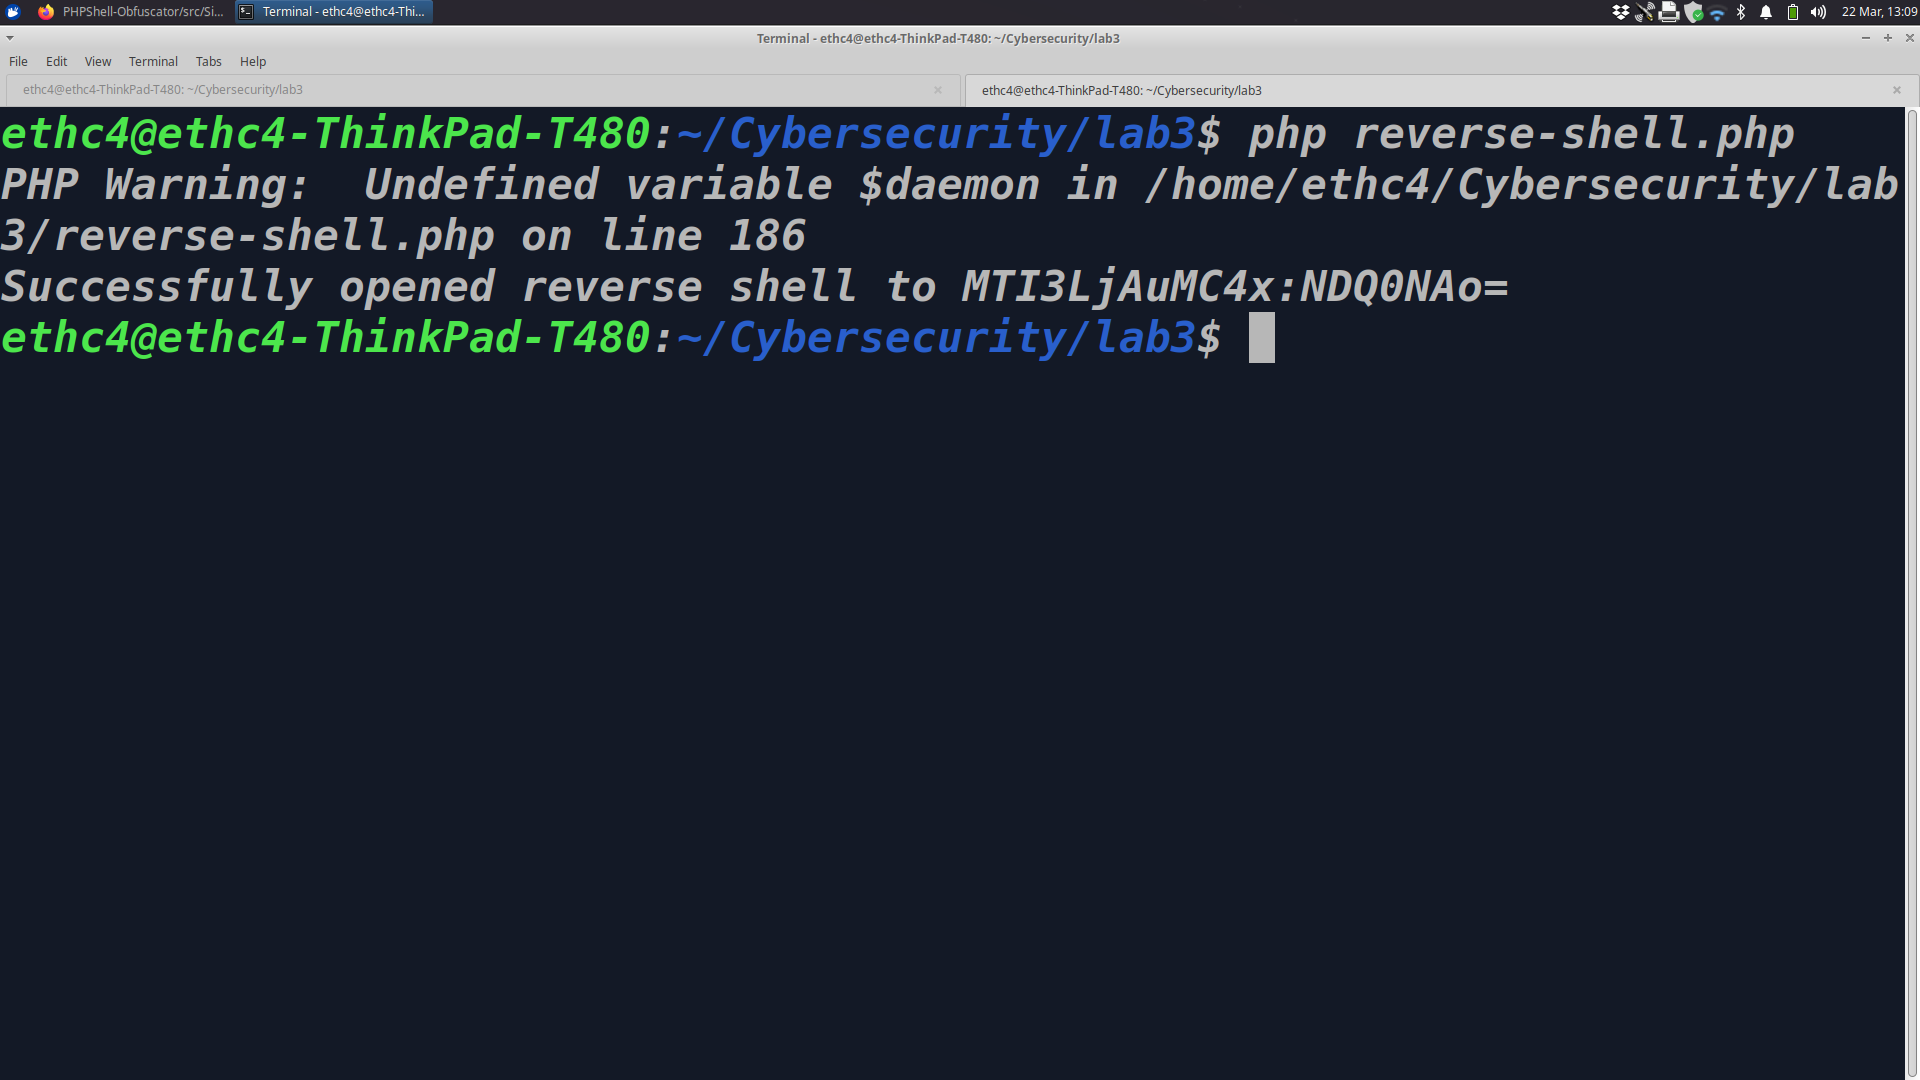 PHPShell-Obfuscator/src/Si...
Terminal - ethc4@ethc4-Thi...
22 Mar, 13:09
Terminal - ethc4@ethc4-ThinkPad-T480: ~/Cybersecurity/lab3
File Edit View Terminal Tabs Help
ethc4@ethc4-ThinkPad-T480: ~/Cybersecurity/lab3
ethc4@ethc4-ThinkPad-T480: ~/Cybersecurity/lab3
ethc4@ethc4-ThinkPad-T480:~/Cybersecurity/lab3$ php reverse-shell.php
PHP Warning:  Undefined variable $daemon in /home/ethc4/Cybersecurity/lab
3/reverse-shell.php on line 186
Successfully opened reverse shell to MTI3LjAuMC4x:NDQ0NAo=
ethc4@ethc4-ThinkPad-T480:~/Cybersecurity/lab3$